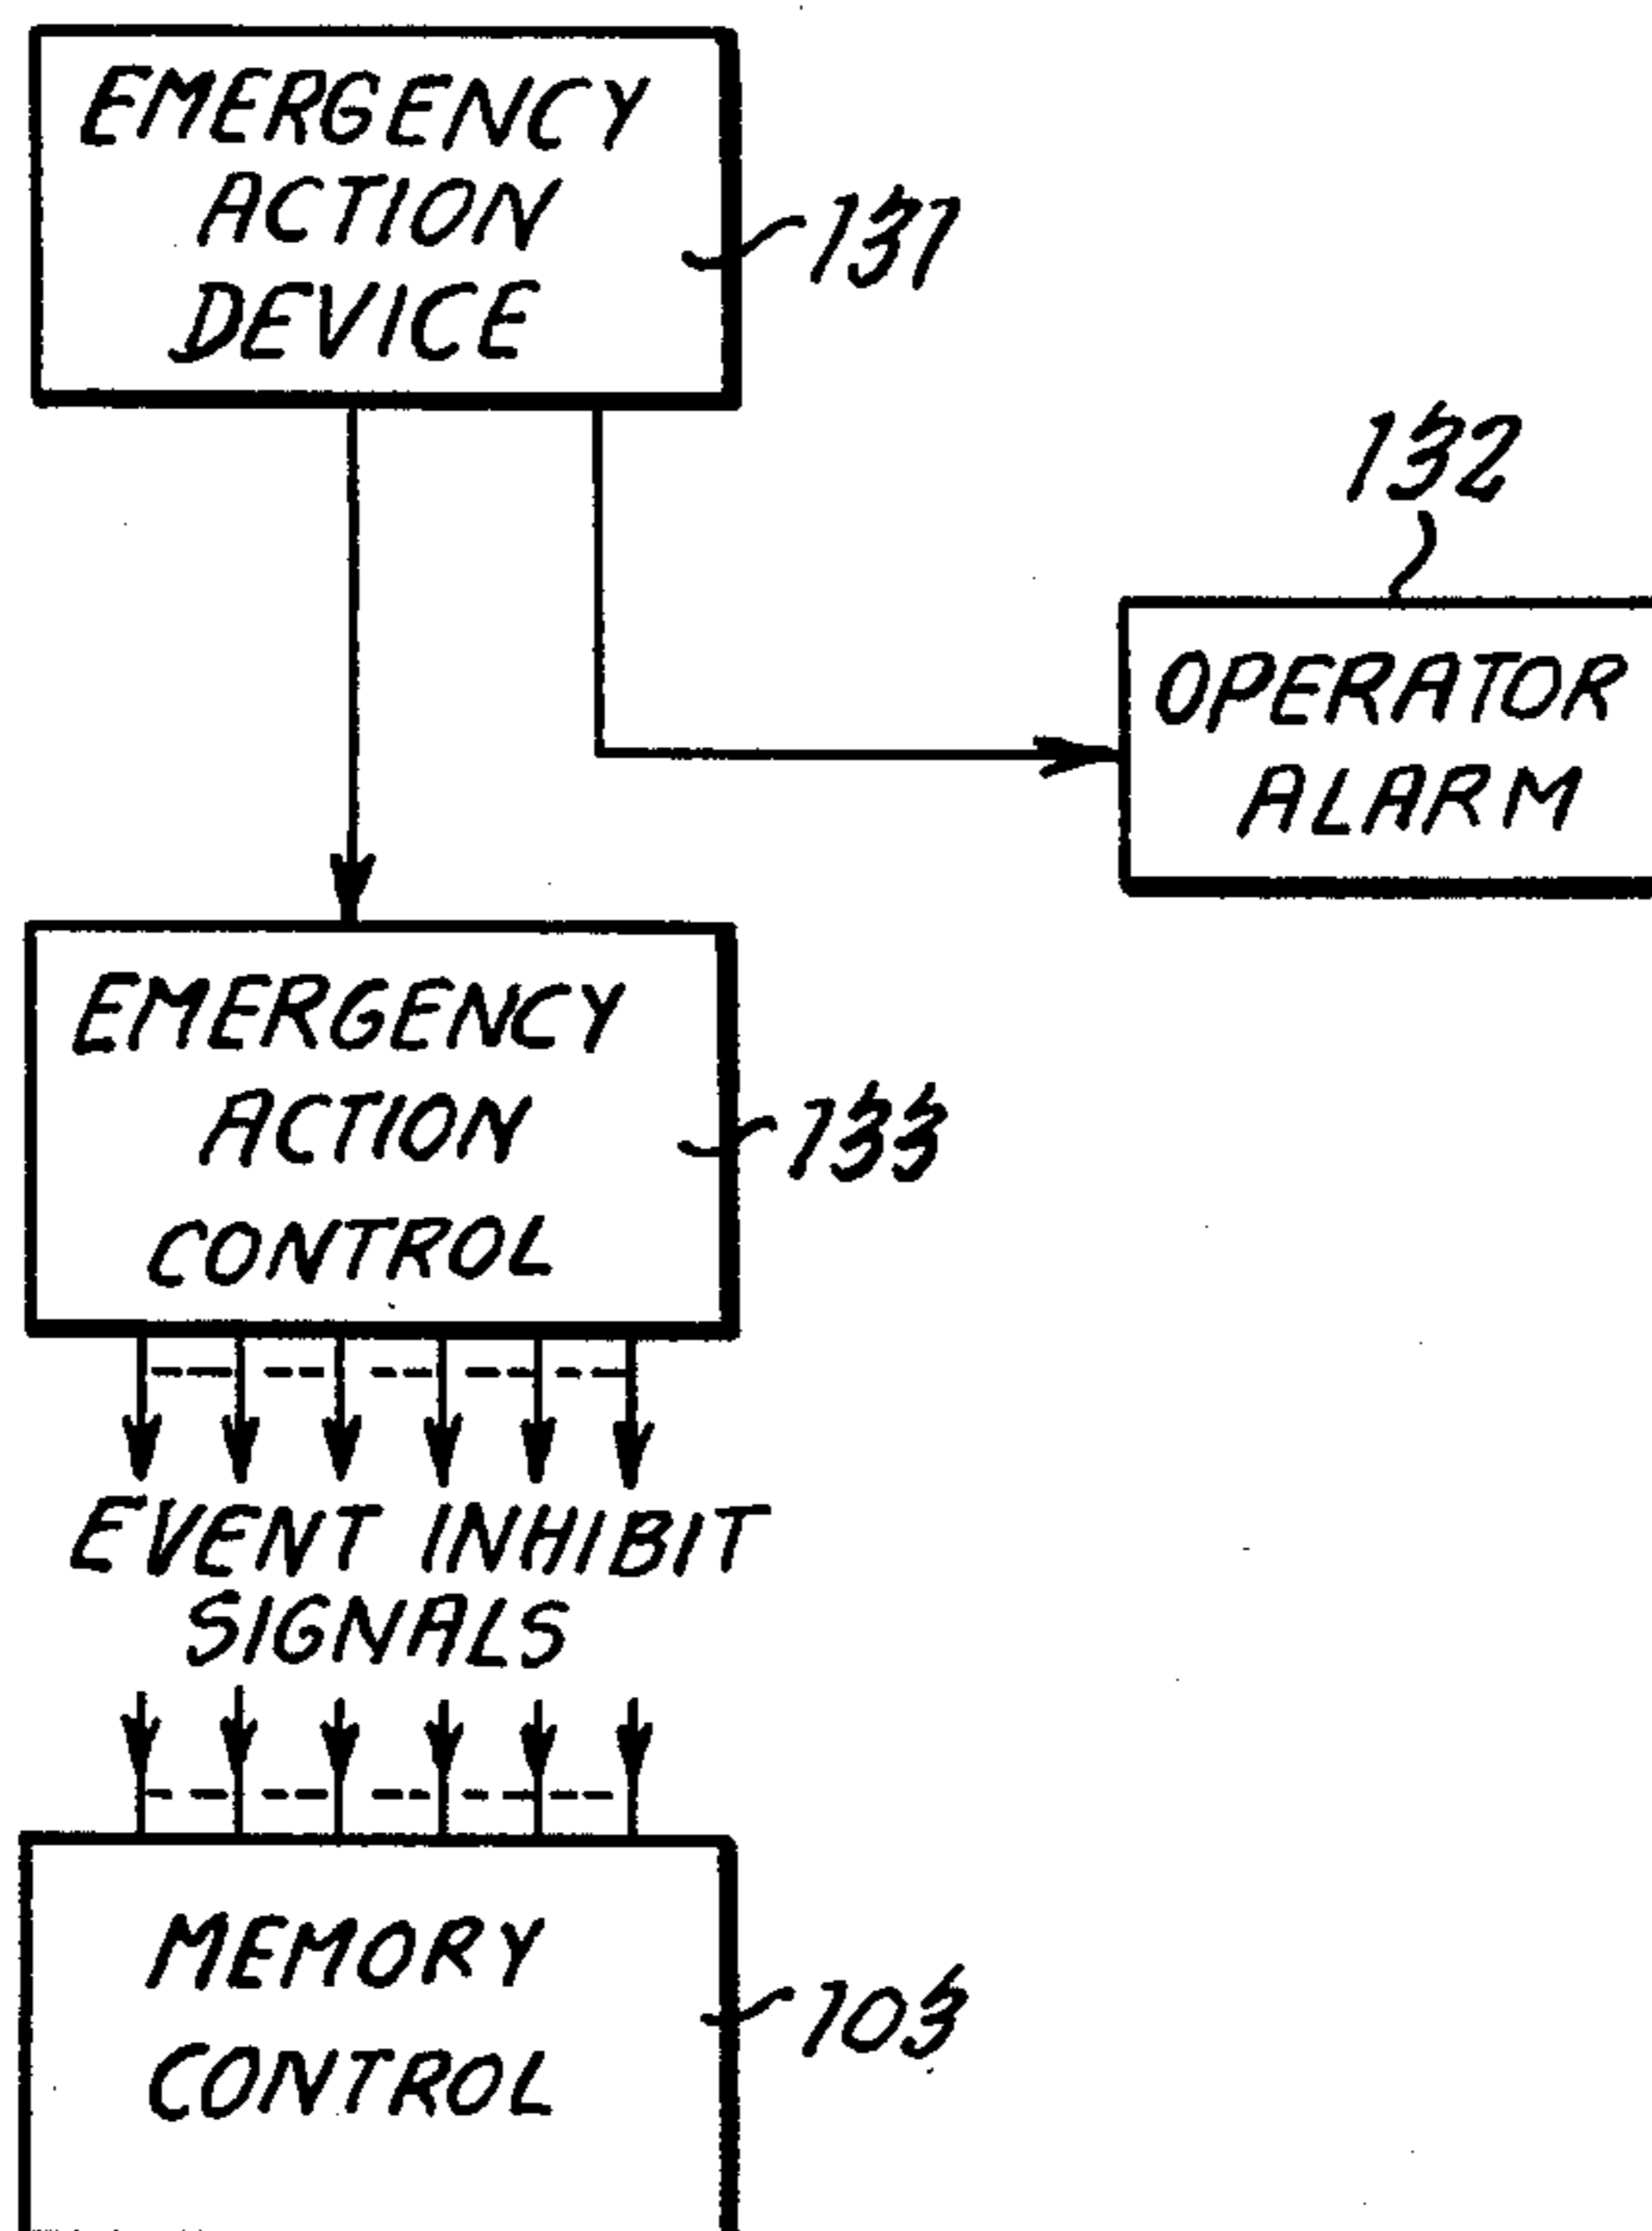 EMERGENCY
ACTION
DEVICE
131
132
OPERATOR
ALARM
EMERGENCY
ACTION
CONTROL
133
EVENT INHIBIT
SIGNALS
MEMORY
CONTROL
103